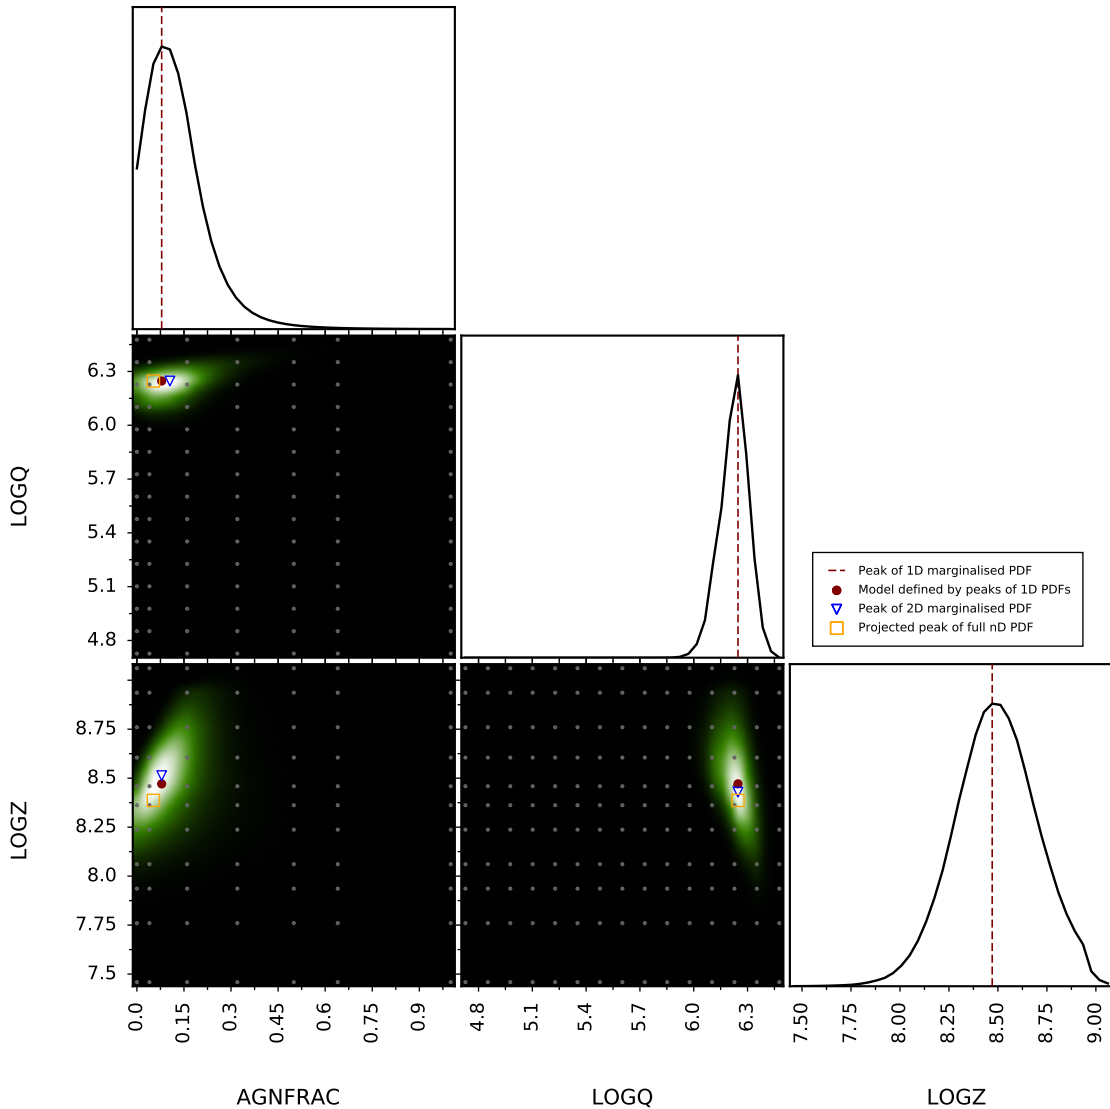 6.3
6.0
5.7
5.4
5.1
4.8
LOGQ
Peak of 1D marginalised PDF
Model defined by peaks of 1D PDFs
Peak of 2D marginalised PDF
Projected peak of full nD PDF
8.75
8.5
8.25
8.0
7.75
7.5
LOGZ
0.0 0.15 0.3 0.45 0.6 0.75 0.9
4.8 5.1 5.4 5.7 6.0 6.3
7.50 7.75 8.00 8.25 8.50 8.75 9.00
AGNFRAC
LOGQ
LOGZ